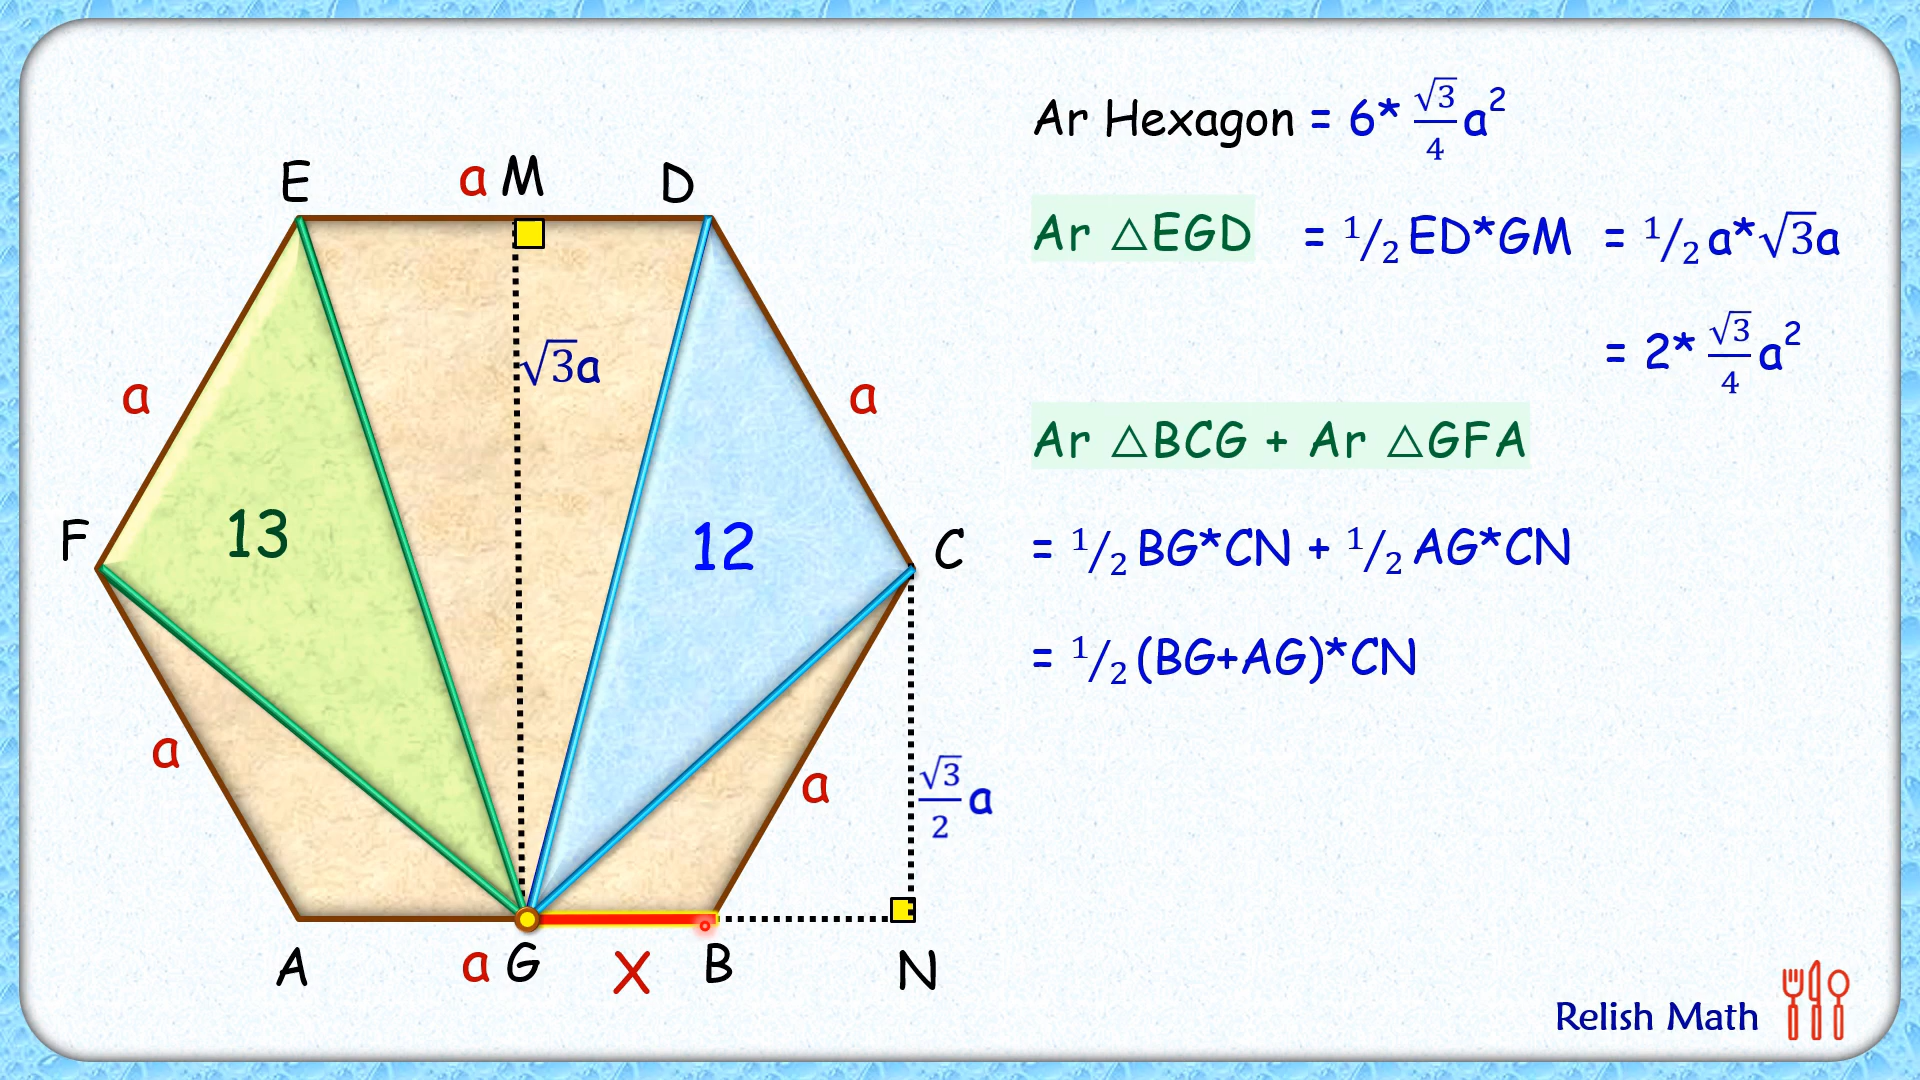 Ar Hexagon = 6* √3/4 a²
E a M D
Ar △EGD = ½ ED*GM = ½ a*√3a
√3a
= 2* √3/4 a²
a a
Ar △BCG + Ar △GFA
13 12
F C
= ½ BG*CN + ½ AG*CN
= ½ (BG+AG)*CN
a a √3/2 a
A a G X B N
Relish Math